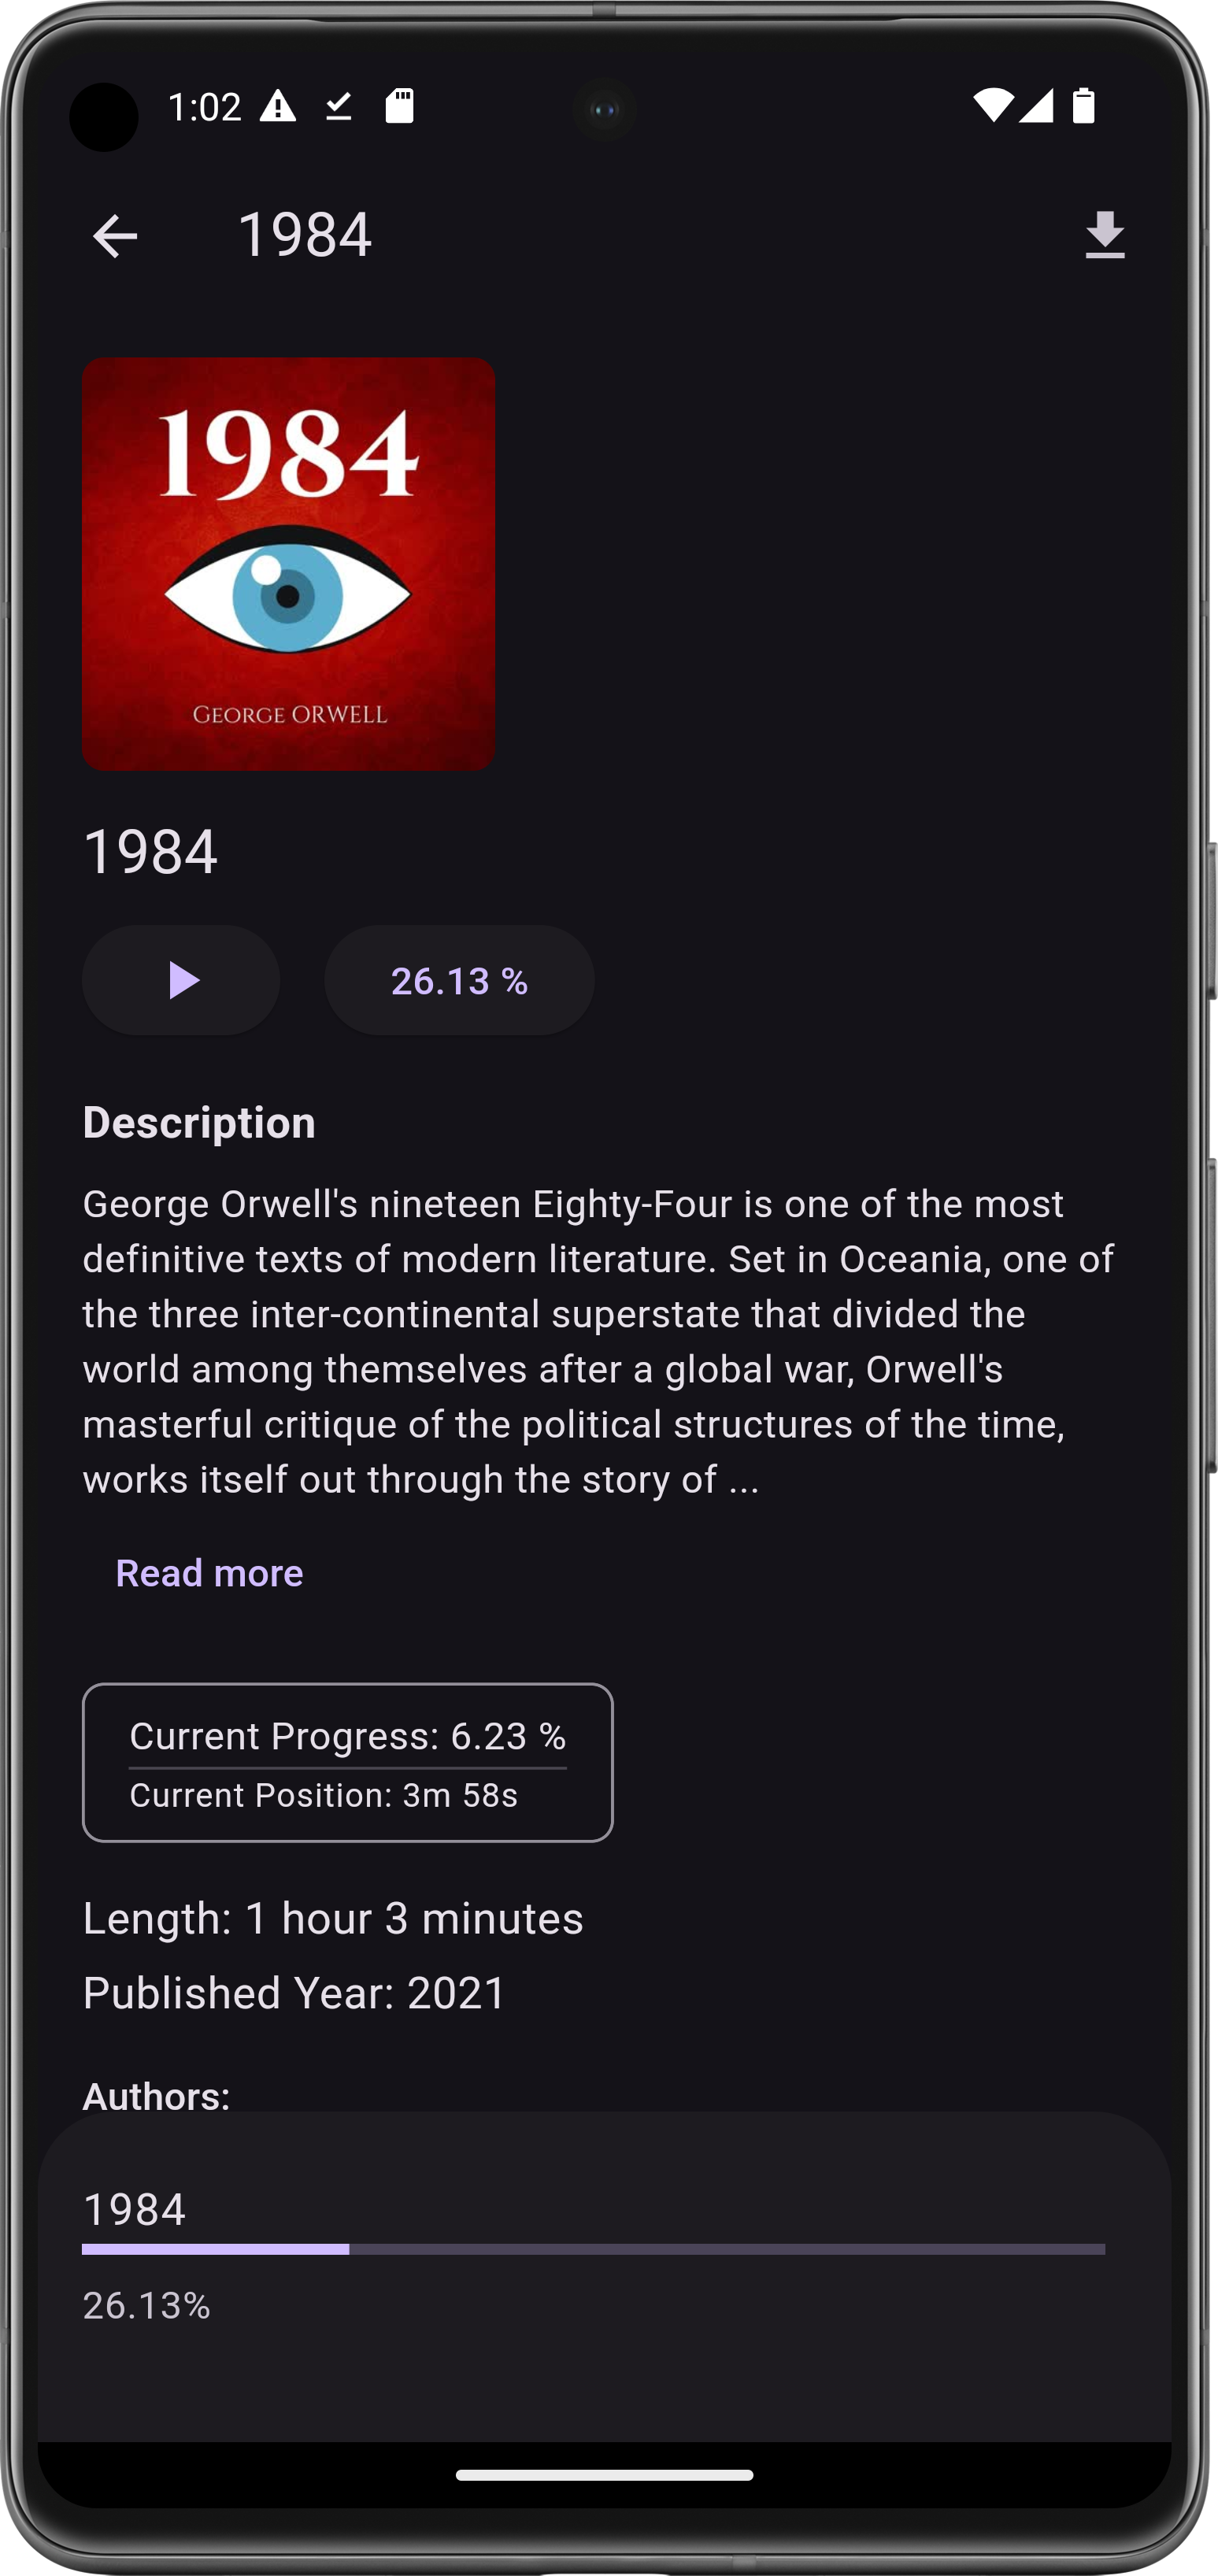 1:02
1984
1984
GEORGE ORWELL
1984
26.13 %
Description
George Orwell's nineteen Eighty-Four is one of the most
definitive texts of modern literature. Set in Oceania, one of
the three inter-continental superstate that divided the
world among themselves after a global war, Orwell's
masterful critique of the political structures of the time,
works itself out through the story of ...
Read more
Current Progress: 6.23 %
Current Position: 3m 58s
Length: 1 hour 3 minutes
Published Year: 2021
Authors:
1984
26.13%